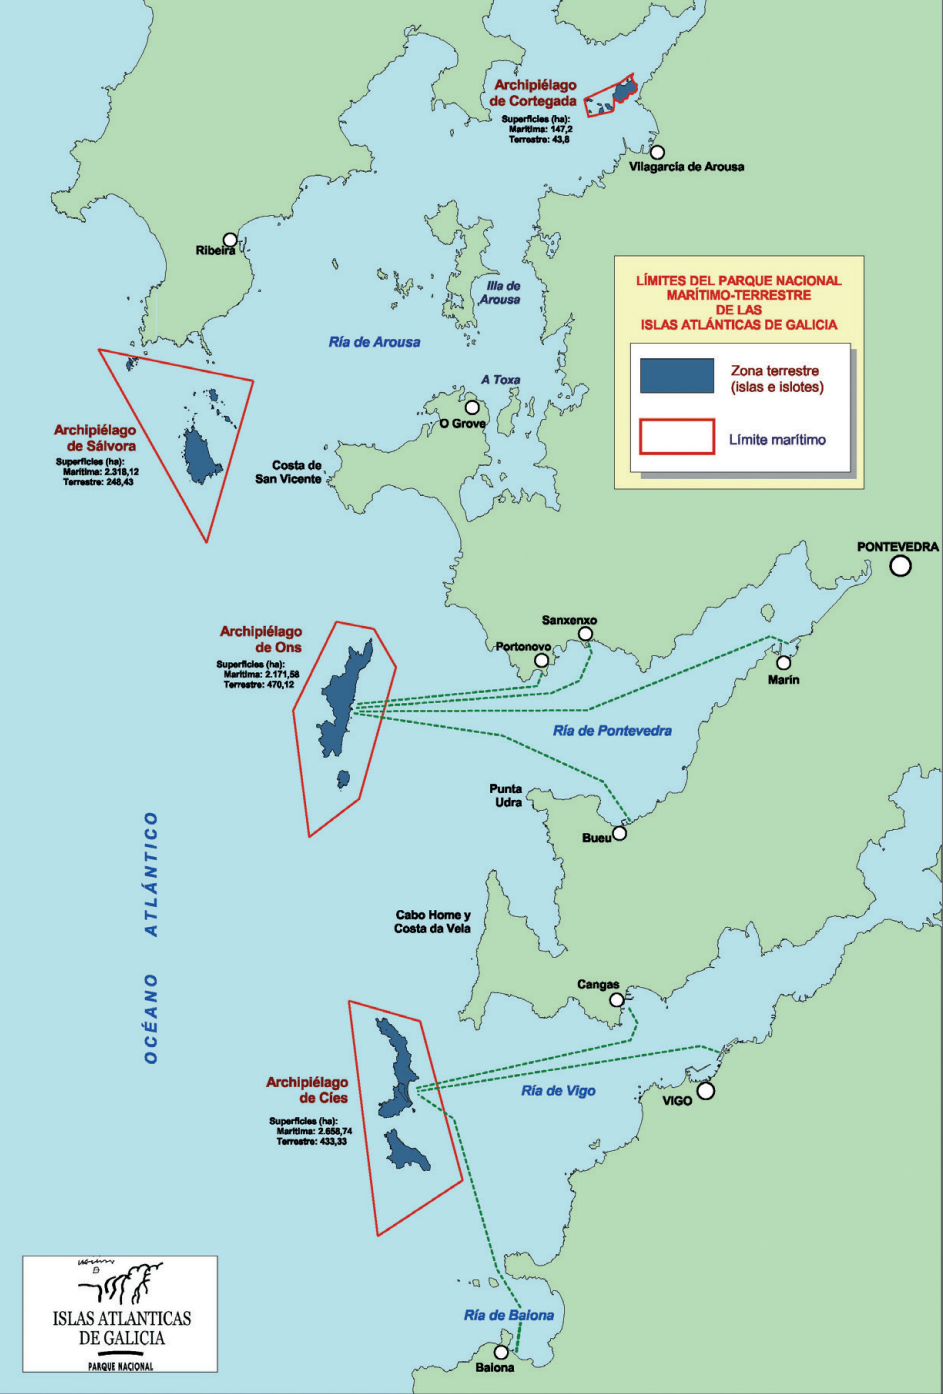 Archipiélago
de Cortegada
Superficies (ha):
Marítima: 147,2
Terrestre: 43,8
Vilagarcía de Arousa
Ribeira
Illa de
Arousa
LÍMITES DEL PARQUE NACIONAL
MARÍTIMO-TERRESTRE
DE LAS
ISLAS ATLÁNTICAS DE GALICIA
Zona terrestre
(islas e islotes)
Límite marítimo
Ría de Arousa
A Toxa
O Grove
Archipiélago
de Sálvora
Superficies (ha):
Marítima: 2.318,12
Terrestre: 248,43
Costa de
San Vicente
PONTEVEDRA
Sanxenxo
Portonovo
Marín
Archipiélago
de Ons
Superficies (ha):
Marítima: 2.171,58
Terrestre: 470,12
Ría de Pontevedra
Punta
Udra
Bueu
OCÉANO ATLÁNTICO
Cabo Home y
Costa da Vela
Cangas
Archipiélago
de Cíes
Superficies (ha):
Marítima: 2.658,74
Terrestre: 433,33
Ría de Vigo
VIGO
Ría de Baiona
Baiona
ISLAS ATLANTICAS
DE GALICIA
PARQUE NACIONAL